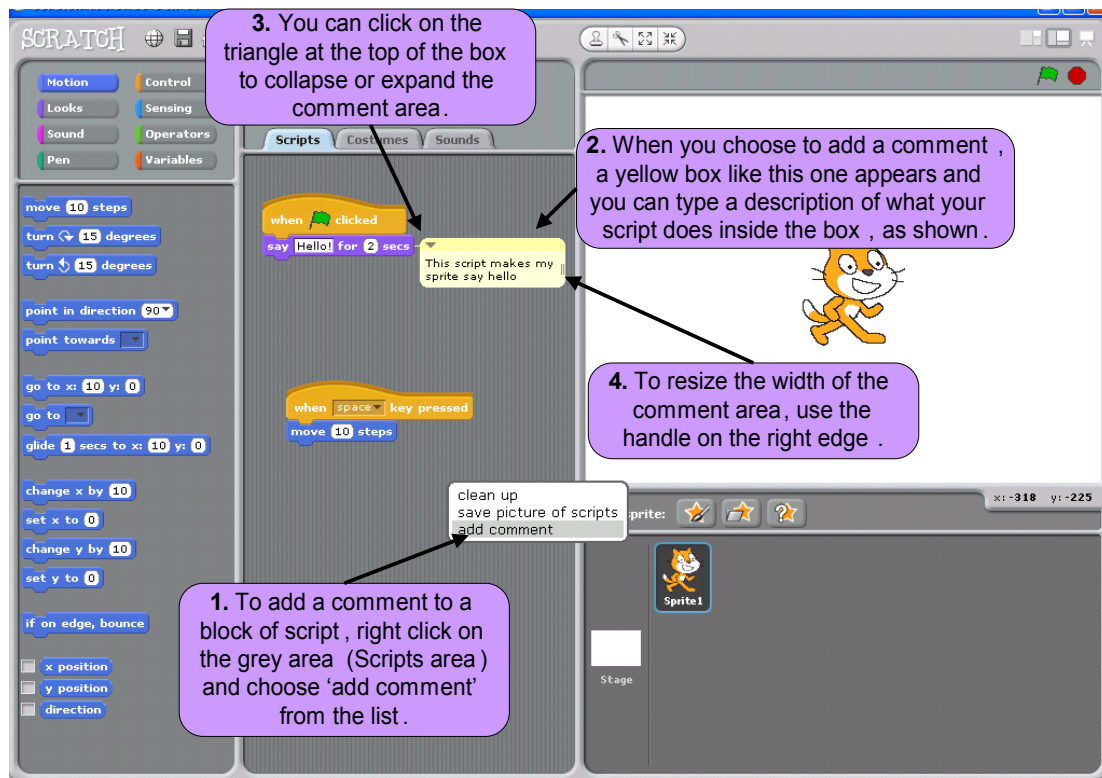 SCRATCH
3. You can click on the
triangle at the top of the box
to collapse or expand the
comment area.
Motion
Control
Looks
Sensing
Sound
Operators
Pen
Variables
Scripts
Costumes
Sounds
2. When you choose to add a comment ,
a yellow box like this one appears and
you can type a description of what your
script does inside the box , as shown .
move 10 steps
turn 15 degrees
turn 15 degrees
point in direction 90
point towards
go to x: 10 y: 0
go to
glide 1 secs to x: 10 y: 0
change x by 10
set x to 0
change y by 10
set y to 0
if on edge, bounce
x position
y position
direction
when clicked
say Hello! for 2 secs
This script makes my
sprite say hello
when space key pressed
move 10 steps
4. To resize the width of the
comment area, use the
handle on the right edge .
clean up
save picture of scripts
add comment
1. To add a comment to a
block of script , right click on
the grey area (Scripts area )
and choose ‘add comment’
from the list .
x: -318 y: -225
sprite:
Sprite1
Stage